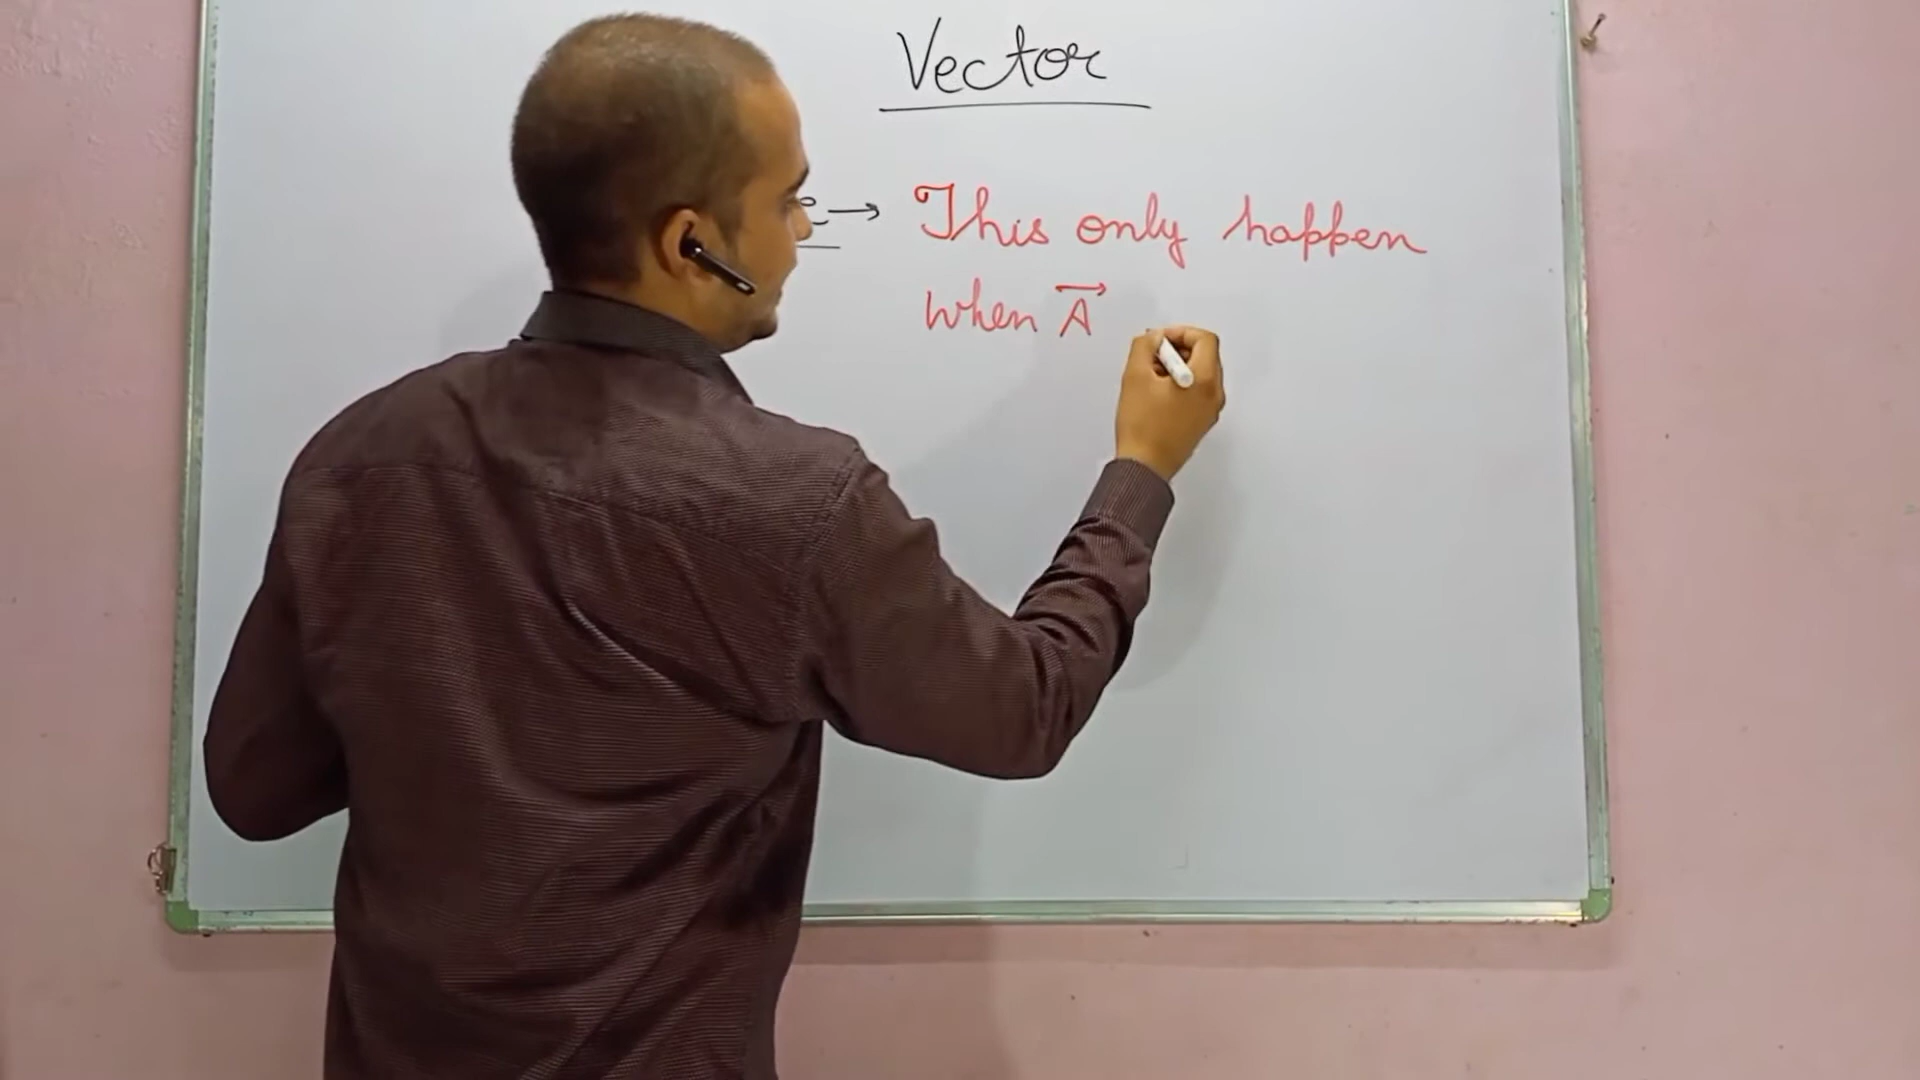 Vector
→ This only happen
when A⃗